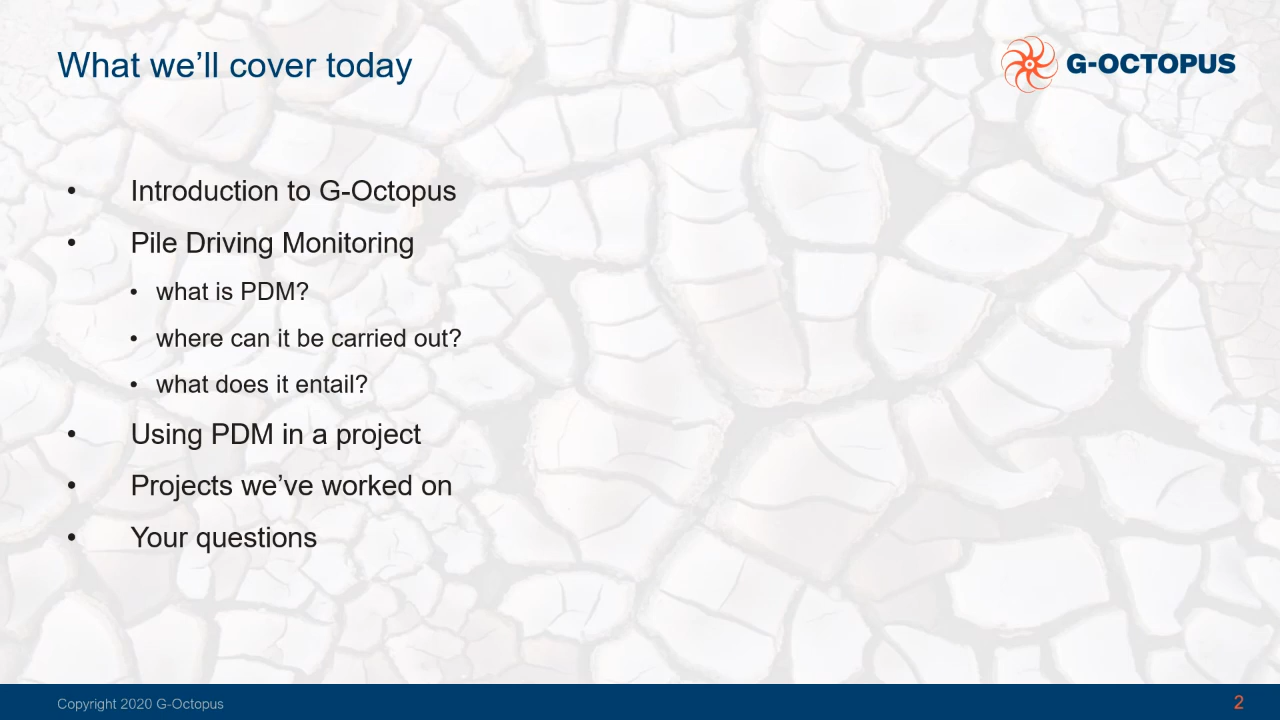 What we’ll cover today
G-OCTOPUS
• Introduction to G-Octopus
• Pile Driving Monitoring
• what is PDM?
• where can it be carried out?
• what does it entail?
• Using PDM in a project
• Projects we’ve worked on
• Your questions
Copyright 2020 G-Octopus
2